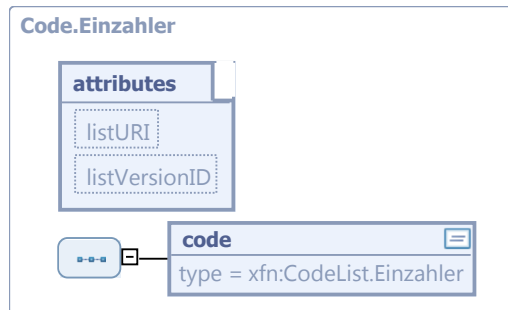 Code.Einzahler
attributes
listURI
listVersionID
code
type = xfn:CodeList.Einzahler